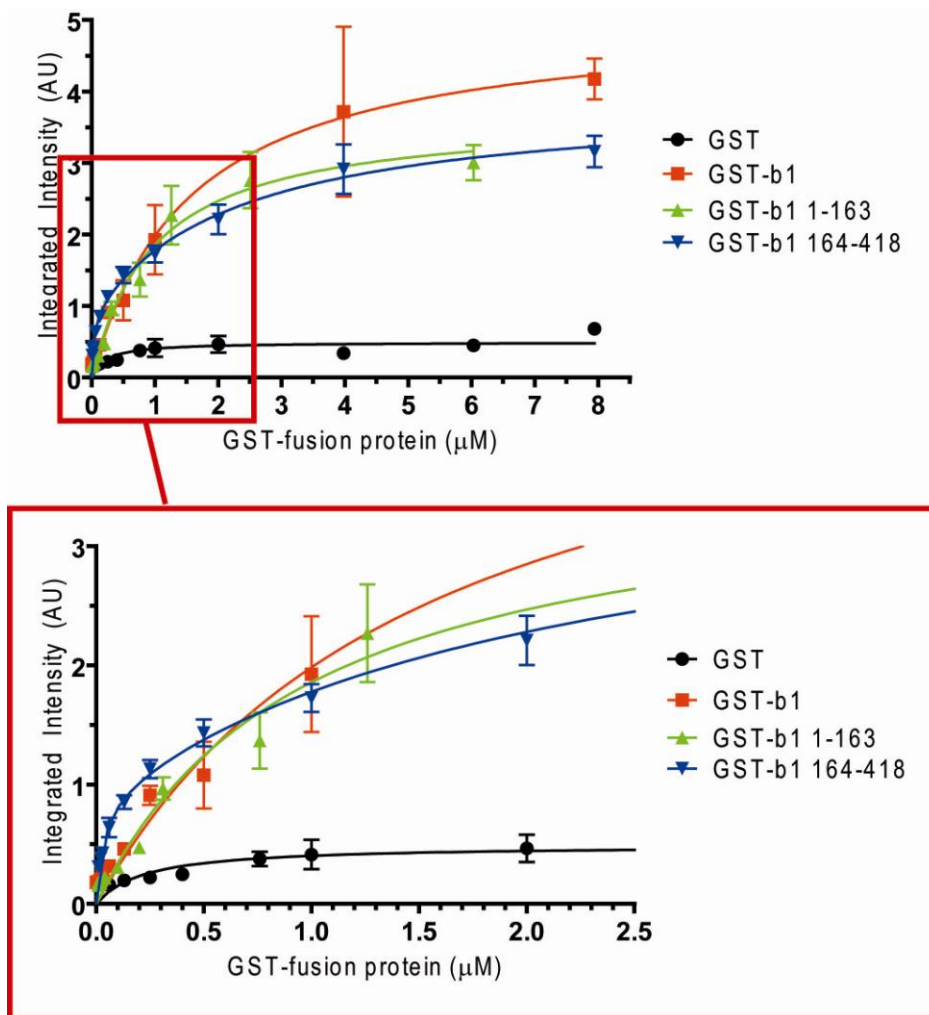 5
4
3
2
1
0
Integrated Intensity (AU)
0 1 2 3 4 5 6 7 8
GST-fusion protein (μM)
GST
GST-b1
GST-b1 1-163
GST-b1 164-418
3
2
1
0
Integrated Intensity (AU)
0.0 0.5 1.0 1.5 2.0 2.5
GST-fusion protein (μM)
GST
GST-b1
GST-b1 1-163
GST-b1 164-418